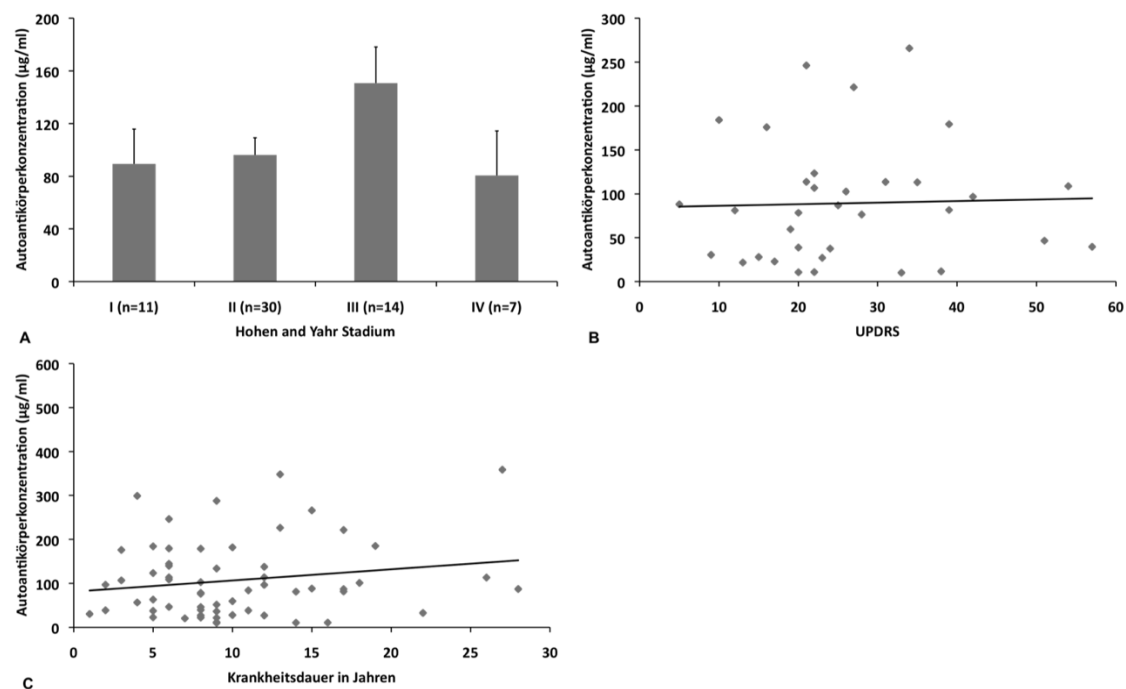 Autoantikörperkonzentration (µg/ml)
200
160
120
80
40
0
I (n=11) II (n=30) III (n=14) IV (n=7)
Hohen and Yahr Stadium
A
Autoantikörperkonzentration (µg/ml)
300
250
200
150
100
50
0
0 10 20 30 40 50 60
UPDRS
B
Autoantikörperkonzentration (µg/ml)
600
500
400
300
200
100
0
0 5 10 15 20 25 30
Krankheitsdauer in Jahren
C